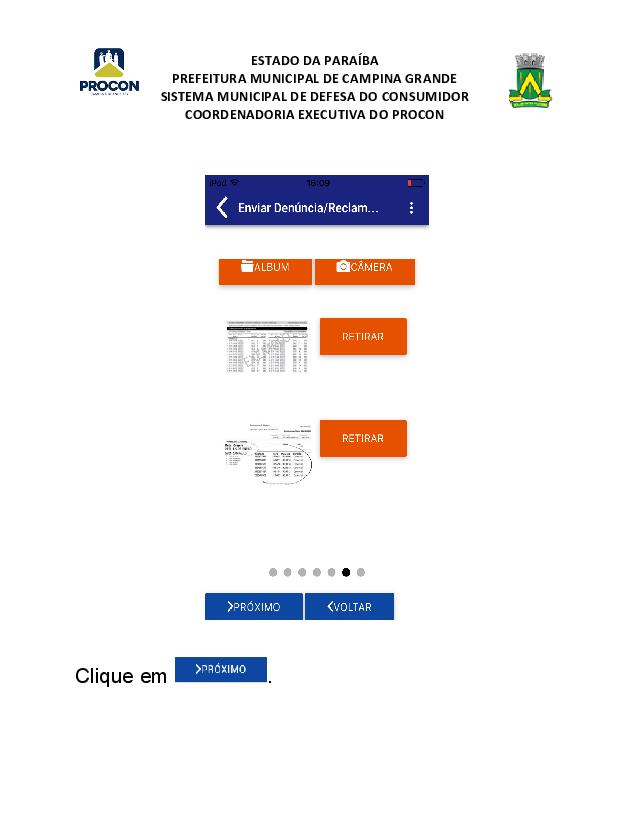 PROCON
ESTADO DA PARAÍBA
PREFEITURA MUNICIPAL DE CAMPINA GRANDE
SISTEMA MUNICIPAL DE DEFESA DO CONSUMIDOR
COORDENADORIA EXECUTIVA DO PROCON
iPod 16:09
Enviar Denúncia/Reclam...
ALBUM CÂMERA
RETIRAR
RETIRAR
PRÓXIMO VOLTAR
Clique em PRÓXIMO.